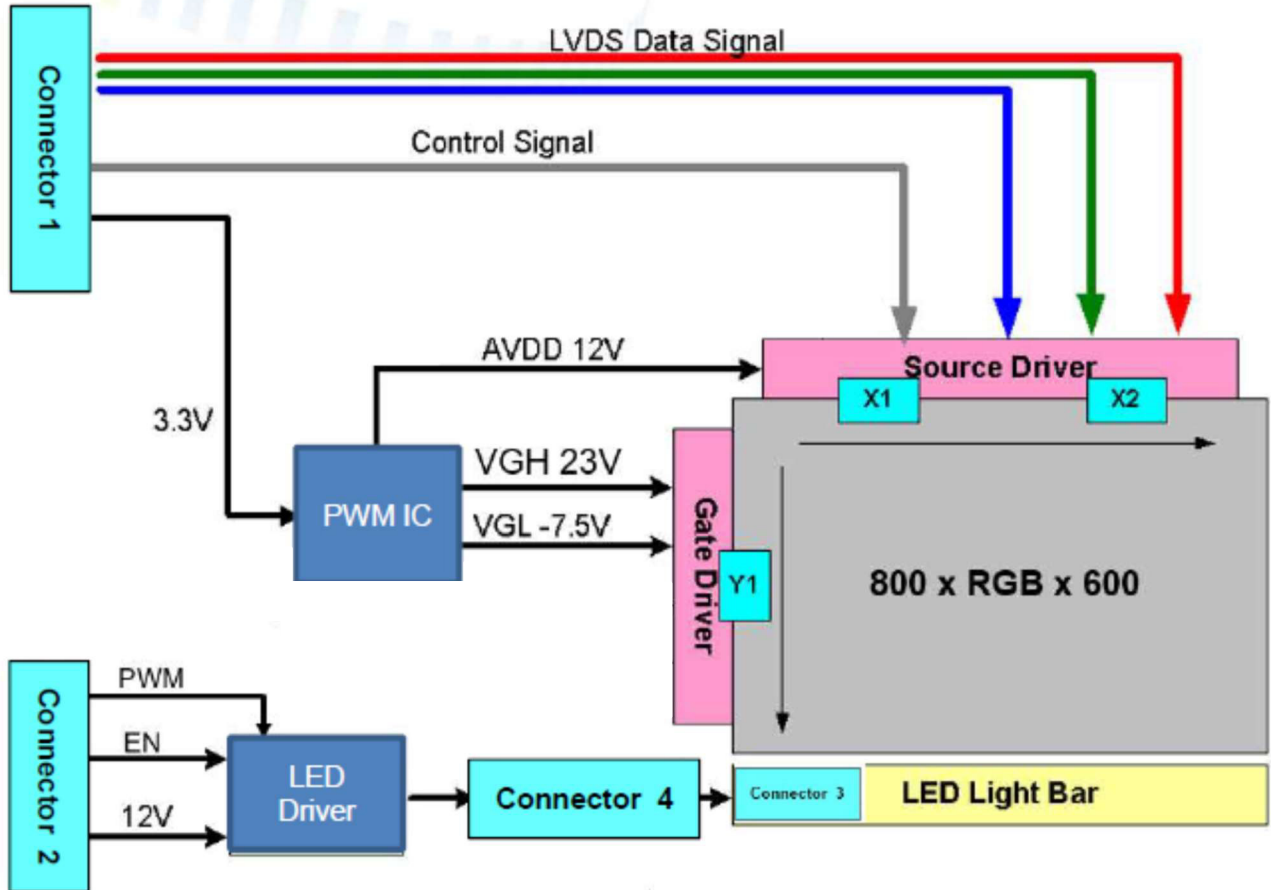 LVDS Data Signal
Connector 1
Control Signal
AVDD 12V
Source Driver
X1
X2
3.3V
VGH 23V
PWM IC
VGL -7.5V
Gate Driver
Y1
800 x RGB x 600
Connector 2
PWM
EN
12V
LED
Driver
Connector 4
Connector 3
LED Light Bar